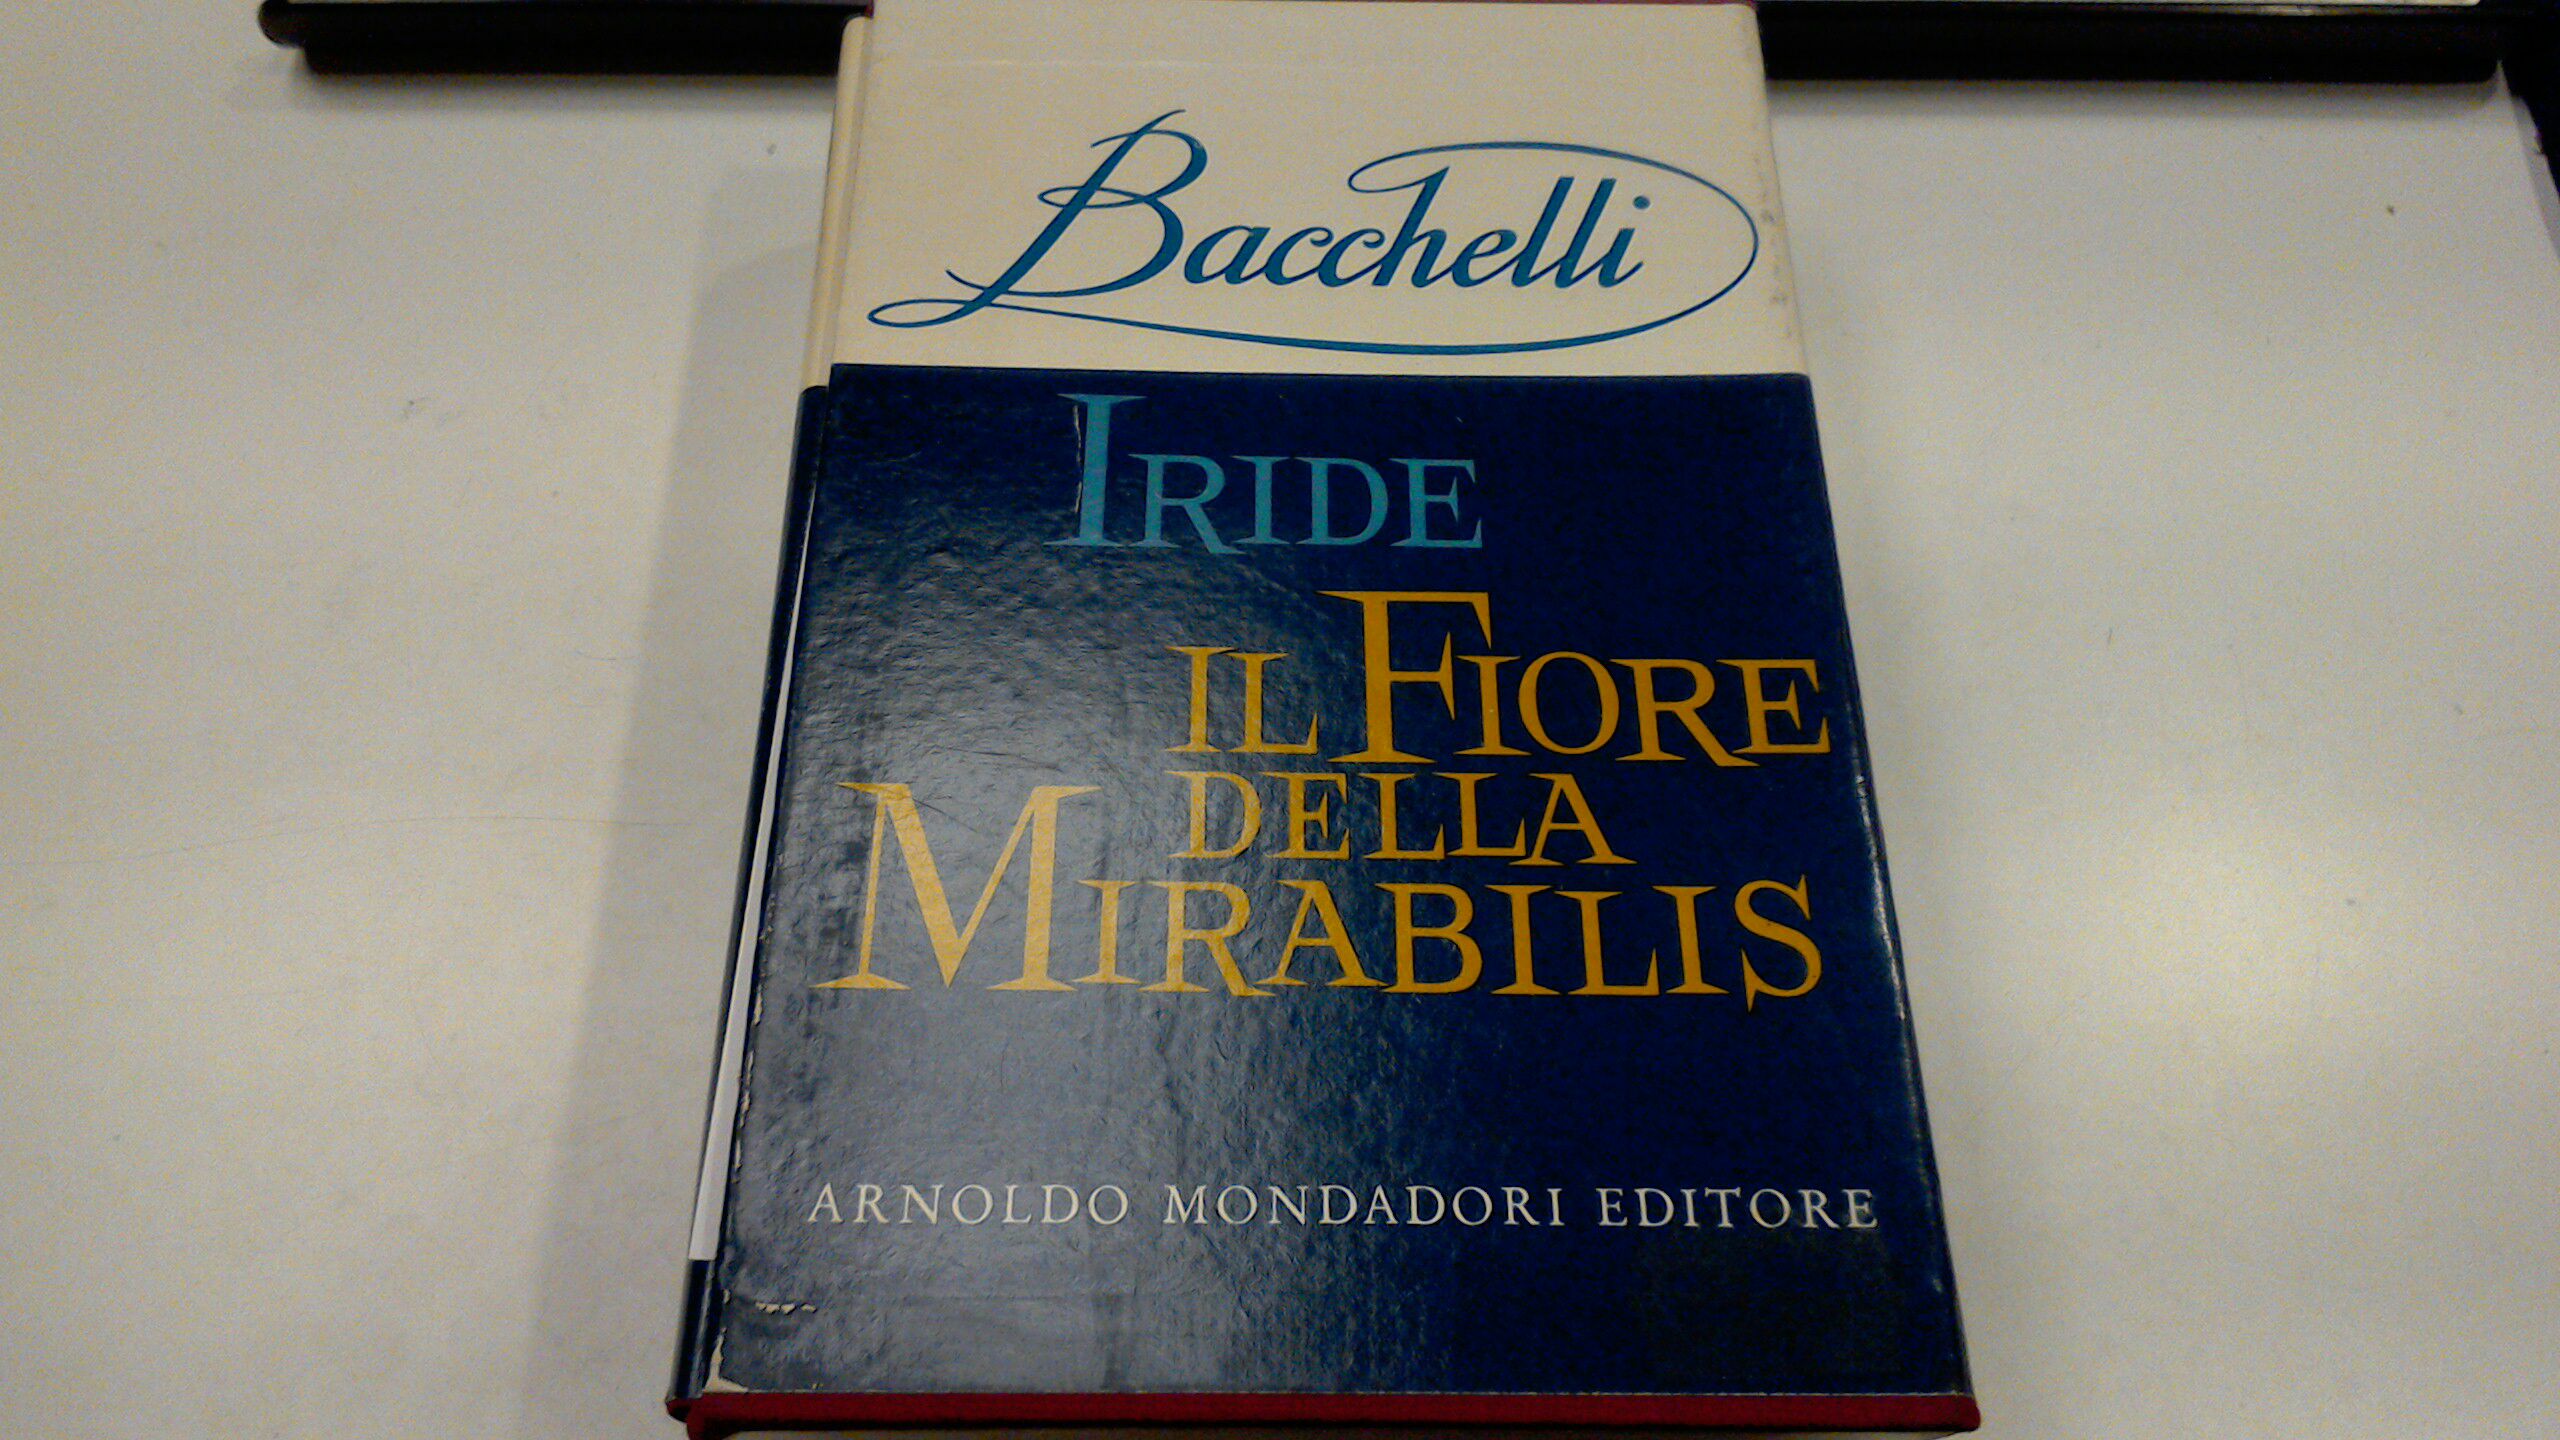 Bacchelli
IRIDE
IL FIORE
DELLA
MIRABILIS
ARNOLDO MONDADORI EDITORE